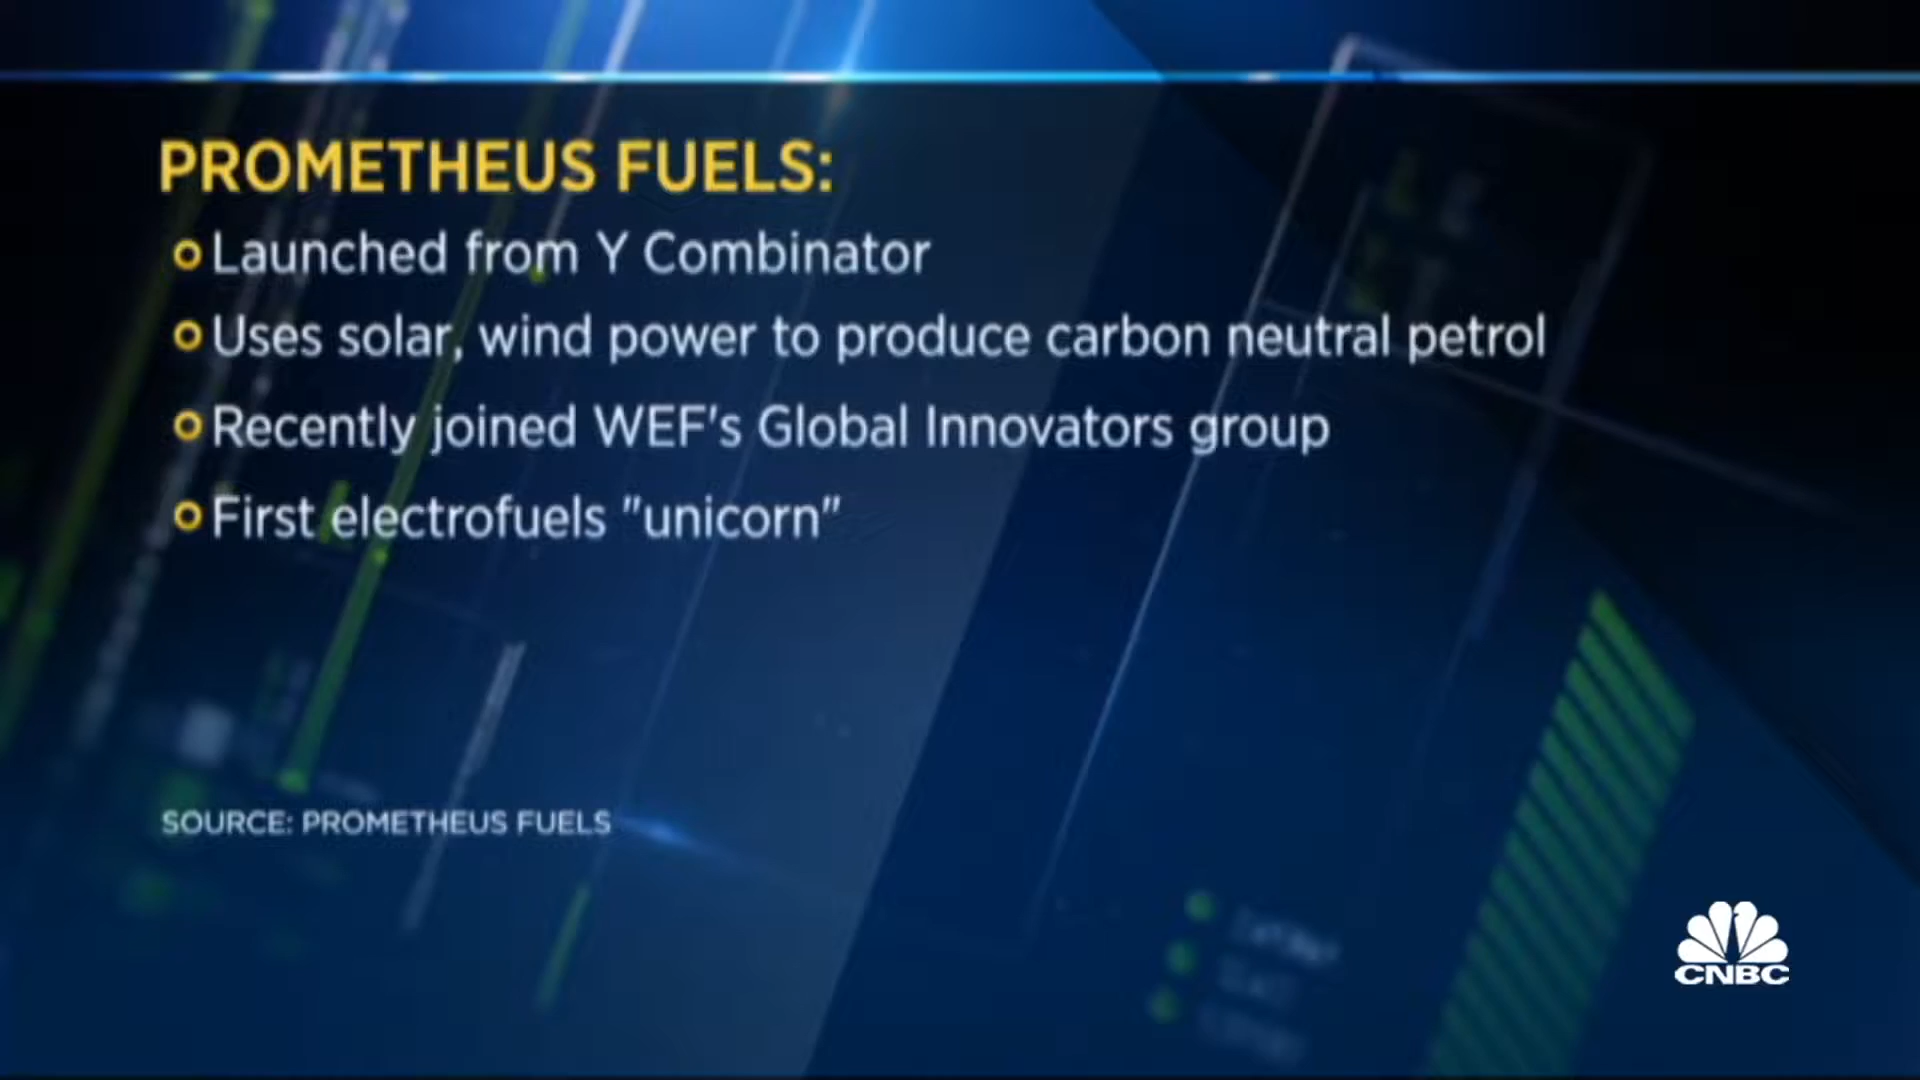 PROMETHEUS FUELS:
Launched from Y Combinator
Uses solar, wind power to produce carbon neutral petrol
Recently joined WEF's Global Innovators group
First electrofuels "unicorn"
SOURCE: PROMETHEUS FUELS
CNBC